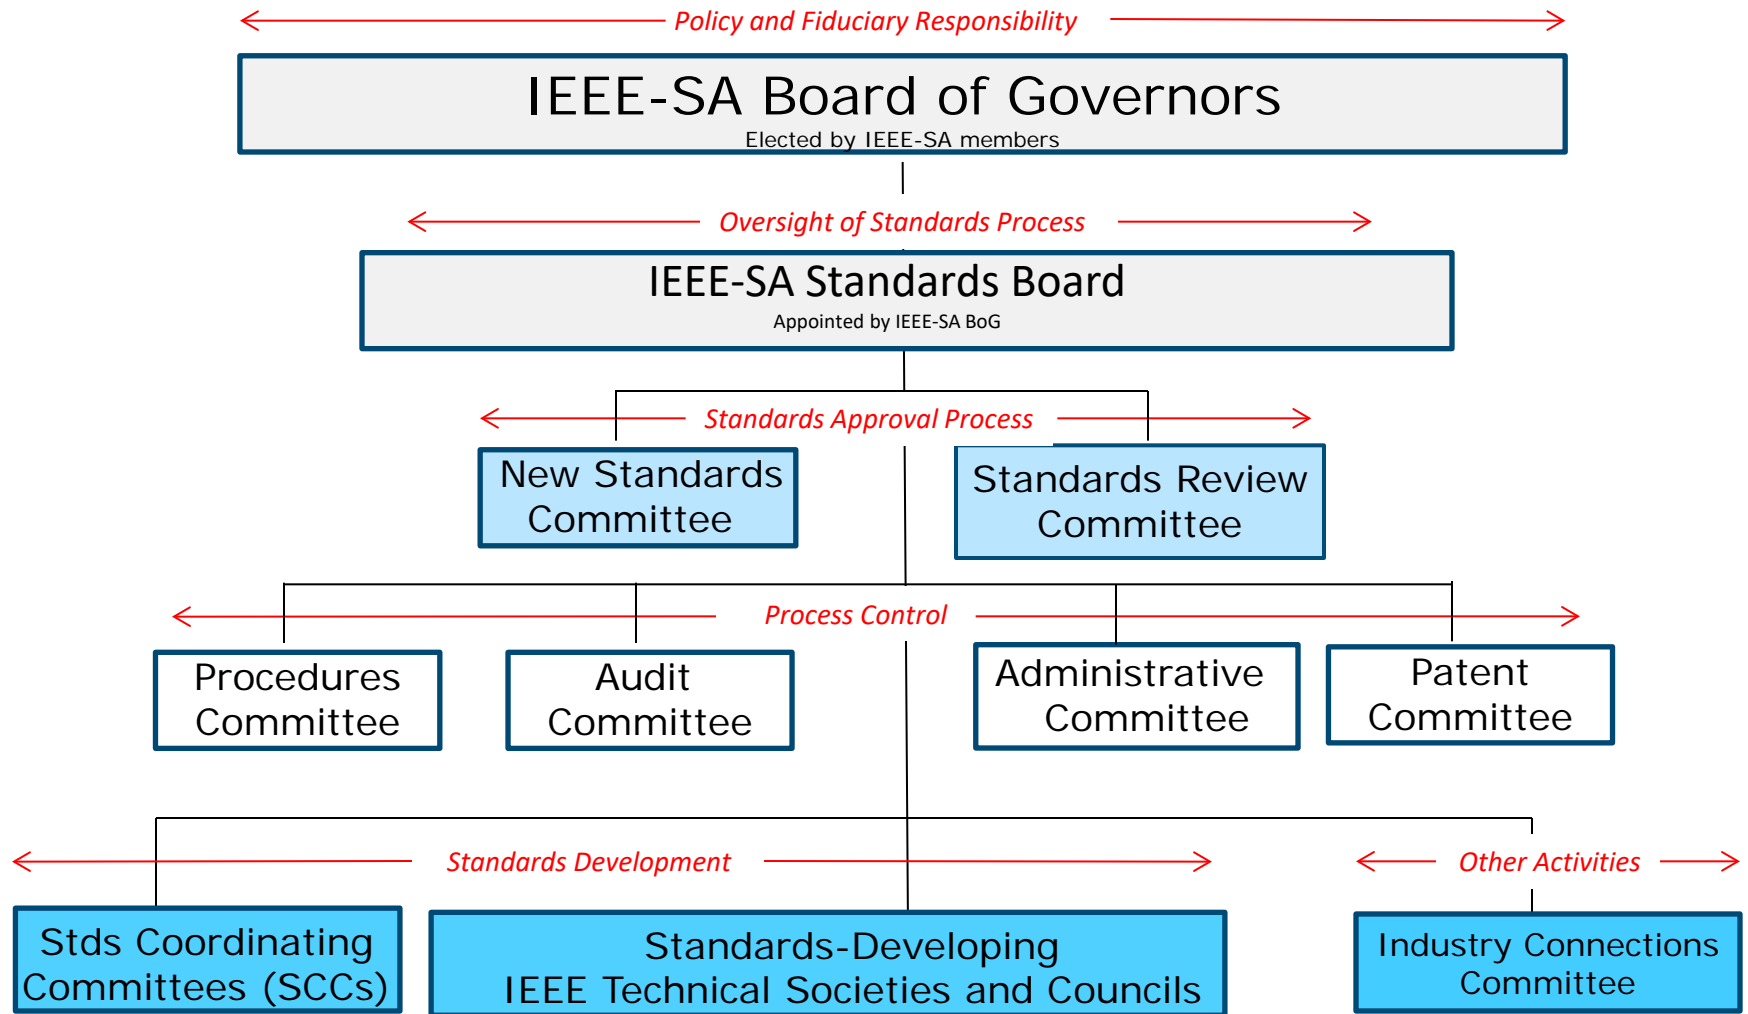 Policy and Fiduciary Responsibility
IEEE-SA Board of Governors
Elected by IEEE-SA members
Oversight of Standards Process
IEEE-SA Standards Board
Appointed by IEEE-SA BoG
Standards Approval Process
New Standards
Committee
Standards Review
Committee
Process Control
Procedures
Committee
Audit
Committee
Administrative
Committee
Patent
Committee
Standards Development
Other Activities
Stds Coordinating
Committees (SCCs)
Standards-Developing
IEEE Technical Societies and Councils
Industry Connections
Committee